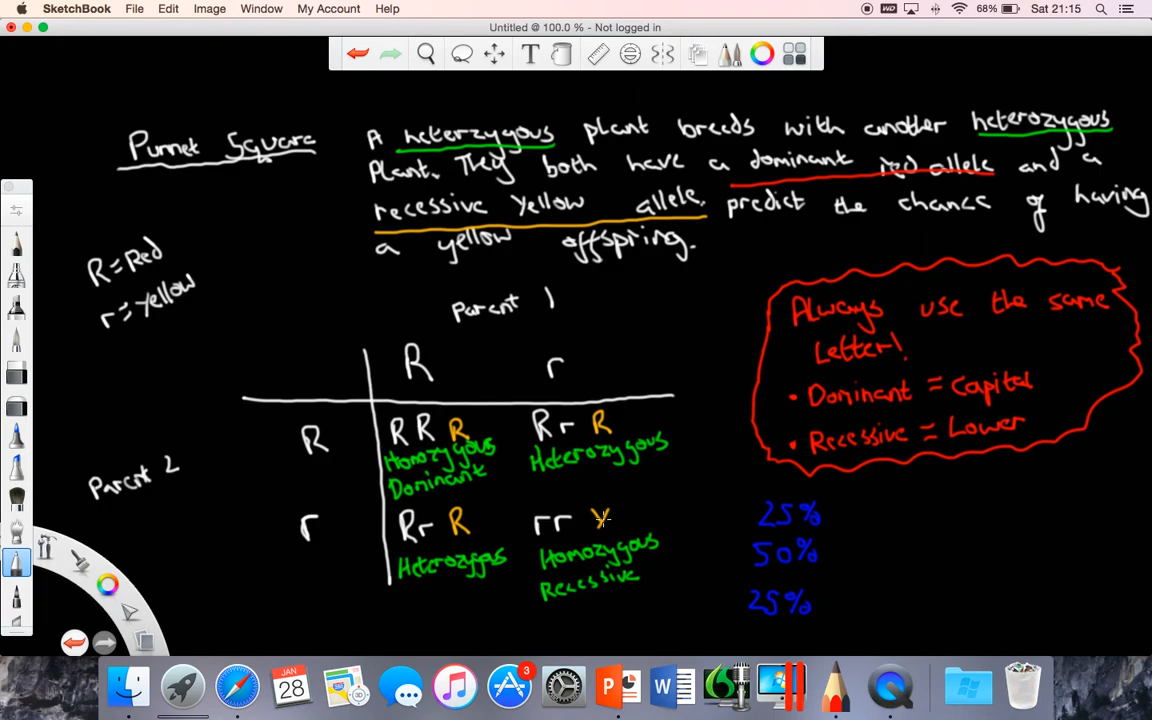 SketchBook File Edit Image Window My Account Help
68% Sat 21:15
Untitled @ 100.0 % - Not logged in
Punnet Square
A heterzygous plant breeds with another heterozygous
Plant. They both have a dominant red allele and a
recessive Yellow allele, predict the chance of having
a yellow offspring.
R = Red
r = Yellow
Parent 1
R r
R
RR R
Homozygous
Dominant
Rr R
Heterozygous
Parent 2
r
Rr R
Heterozygous
rr Y
Homozygous
Recessive
Always use the same
Letter!
• Dominant = Capital
• Recessive = Lower
25%
50%
25%
JAN
28
3D
3
P
W